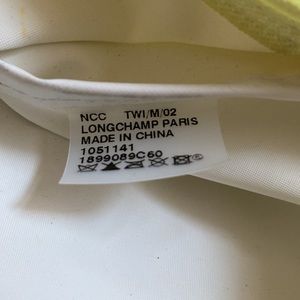 NCC TWI/M/02
LONGCHAMP PARIS
MADE IN CHINA
1051141
1899089C60